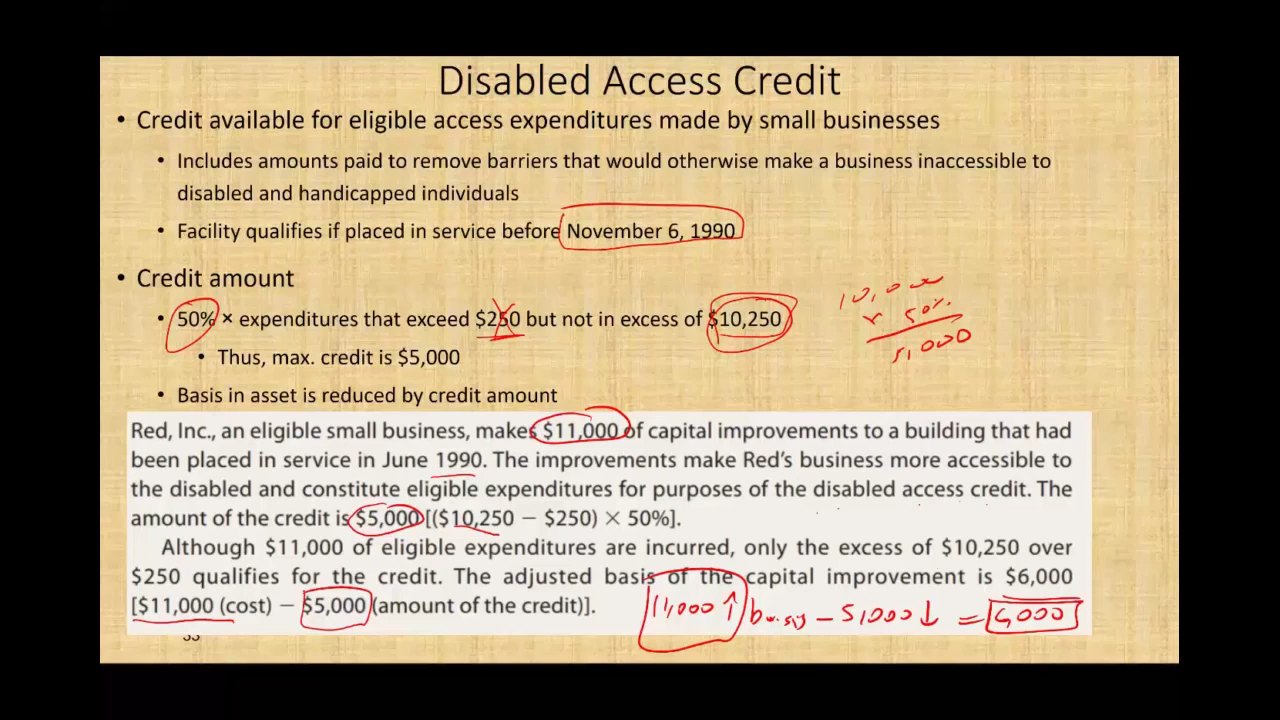 Disabled Access Credit
• Credit available for eligible access expenditures made by small businesses
• Includes amounts paid to remove barriers that would otherwise make a business inaccessible to
disabled and handicapped individuals
• Facility qualifies if placed in service before November 6, 1990
• Credit amount
10,000
× 50%
5,000
• 50% × expenditures that exceed $250 but not in excess of $10,250
• Thus, max. credit is $5,000
• Basis in asset is reduced by credit amount
Red, Inc., an eligible small business, makes $11,000 of capital improvements to a building that had
been placed in service in June 1990. The improvements make Red's business more accessible to
the disabled and constitute eligible expenditures for purposes of the disabled access credit. The
amount of the credit is $5,000 [($10,250 − $250) × 50%].
Although $11,000 of eligible expenditures are incurred, only the excess of $10,250 over
$250 qualifies for the credit. The adjusted basis of the capital improvement is $6,000
[$11,000 (cost) − $5,000 (amount of the credit)].
11,000 ↑ basis − 5,000 ↓ = 6,000